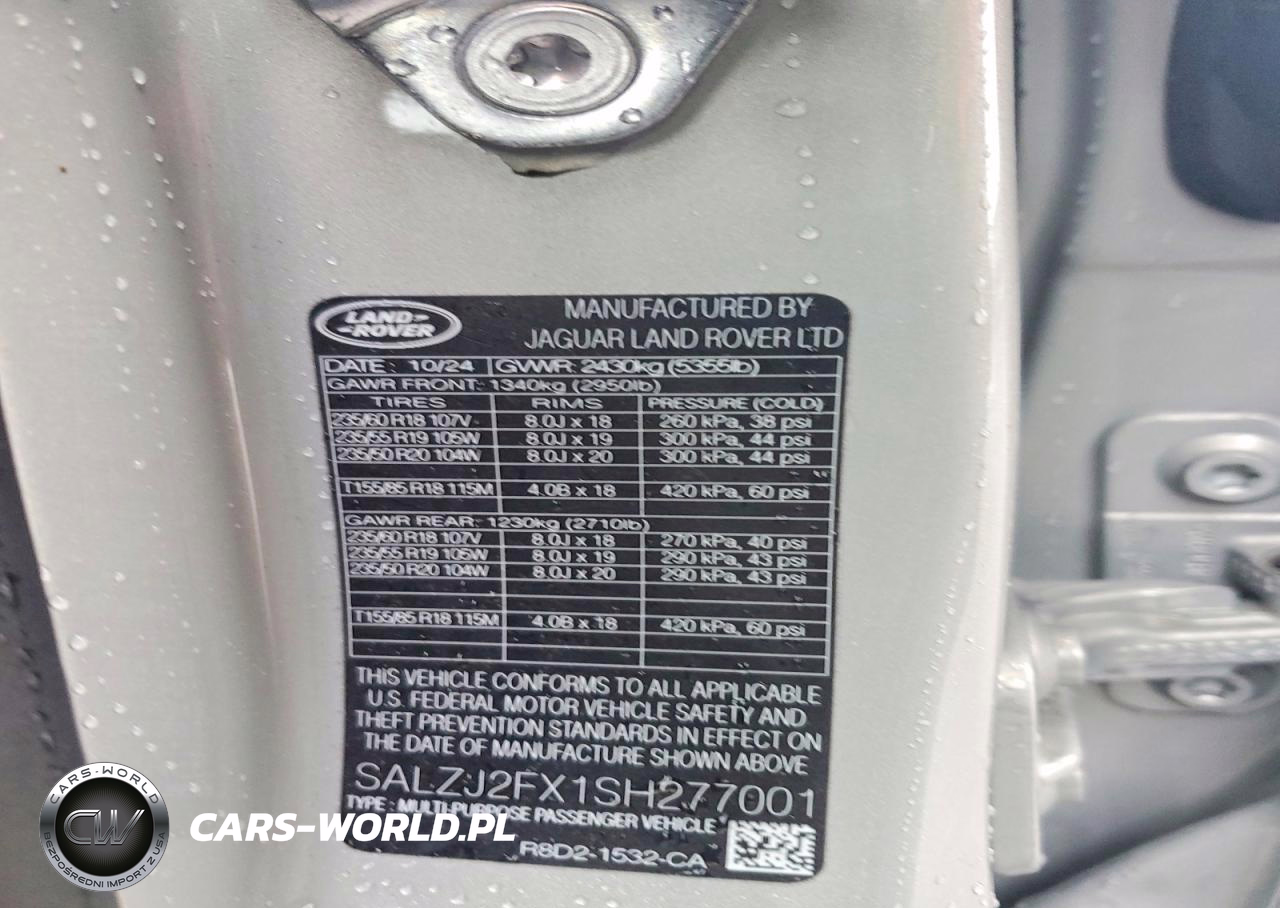 LAND-
-ROVER
MANUFACTURED BY
JAGUAR LAND ROVER LTD
DATE: 10/24 GVWR: 2430kg (5355lb)
GAWR FRONT: 1340kg (2950lb)
TIRES RIMS PRESSURE (COLD)
235/60 R18 107V 8.0J x 18 260 kPa, 38 psi
235/55 R19 105W 8.0J x 19 300 kPa, 44 psi
235/50 R20 104W 8.0J x 20 300 kPa, 44 psi
T155/85 R18 115M 4.0B x 18 420 kPa, 60 psi
GAWR REAR: 1230kg (2710lb)
235/60 R18 107V 8.0J x 18 270 kPa, 40 psi
235/55 R19 105W 8.0J x 19 290 kPa, 43 psi
235/50 R20 104W 8.0J x 20 290 kPa, 43 psi
T155/85 R18 115M 4.0B x 18 420 kPa, 60 psi
THIS VEHICLE CONFORMS TO ALL APPLICABLE
U.S. FEDERAL MOTOR VEHICLE SAFETY AND
THEFT PREVENTION STANDARDS IN EFFECT ON
THE DATE OF MANUFACTURE SHOWN ABOVE
SALZJ2FX1SH277001
TYPE: MULTI-PURPOSE PASSENGER VEHICLE
R8D2-1532-CA
CARS-WORLD
CW
BEZPOŚREDNI IMPORT Z USA
CARS-WORLD.PL